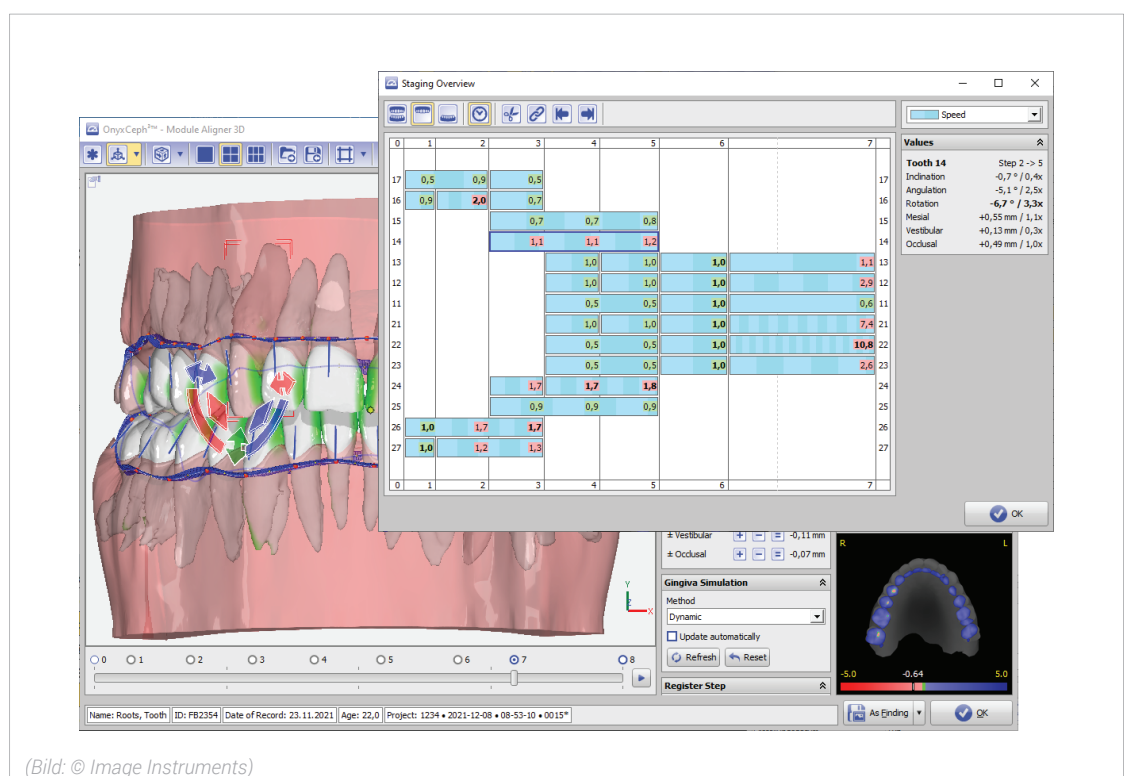 Staging Overview
OnyxCeph³™ - Module Aligner 3D
Speed
Values
Tooth 14 Step 2 -> 5
Inclination -0,7 ° / 0,4x
Angulation -5,1 ° / 2,5x
Rotation -6,7 ° / 3,3x
Mesial +0,55 mm / 1,1x
Vestibular +0,13 mm / 0,3x
Occlusal +0,49 mm / 1,0x
0 1 2 3 4 5 6 7
17 0,5 0,9 0,5 17
16 0,9 2,0 0,7 16
15 0,7 0,7 0,8 15
14 1,1 1,1 1,2 14
13 1,0 1,0 1,0 1,1 13
12 1,0 1,0 1,0 2,9 12
11 0,5 0,5 1,0 0,6 11
21 1,0 1,0 1,0 7,4 21
22 0,5 0,5 1,0 10,8 22
23 0,5 0,5 1,0 2,6 23
24 1,7 1,7 1,8 24
25 0,9 0,9 0,9 25
26 1,0 1,7 1,7 26
27 1,0 1,2 1,3 27
0 1 2 3 4 5 6 7
OK
± Vestibular + - = -0,11 mm
± Occlusal + - = -0,07 mm
Gingiva Simulation
Method
Dynamic
Update automatically
Refresh Reset
Register Step
R L
-5.0 -0.64 5.0
Y
Z
X
0 1 2 3 4 5 6 7 8
Name: Roots, Tooth ID: FB2354 Date of Record: 23.11.2021 Age: 22,0 Project: 1234 • 2021-12-08 • 08-53-10 • 0015*
As Finding OK
(Bild: © Image Instruments)